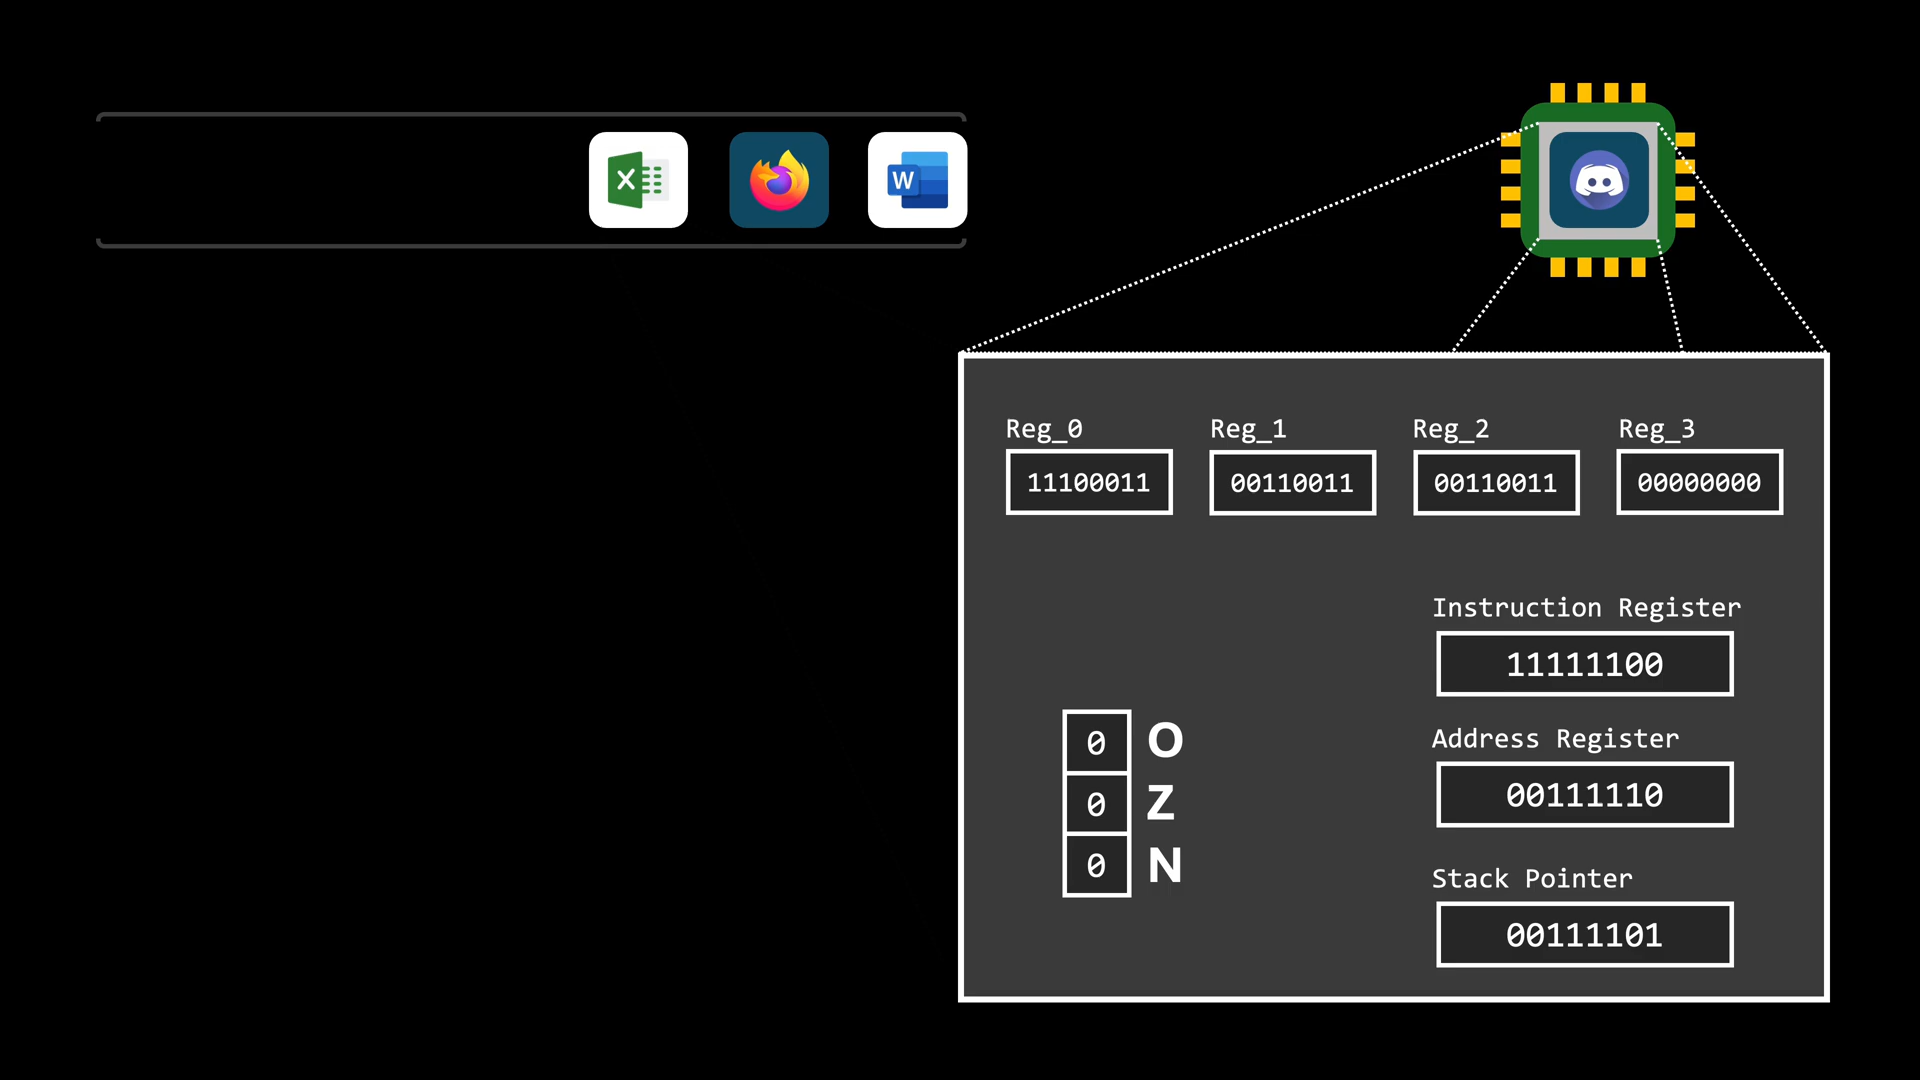 X
W
Reg_0 Reg_1 Reg_2 Reg_3
11100011 00110011 00110011 00000000
Instruction Register
11111100
0 O
Address Register
00111110
0 Z
0 N
Stack Pointer
00111101